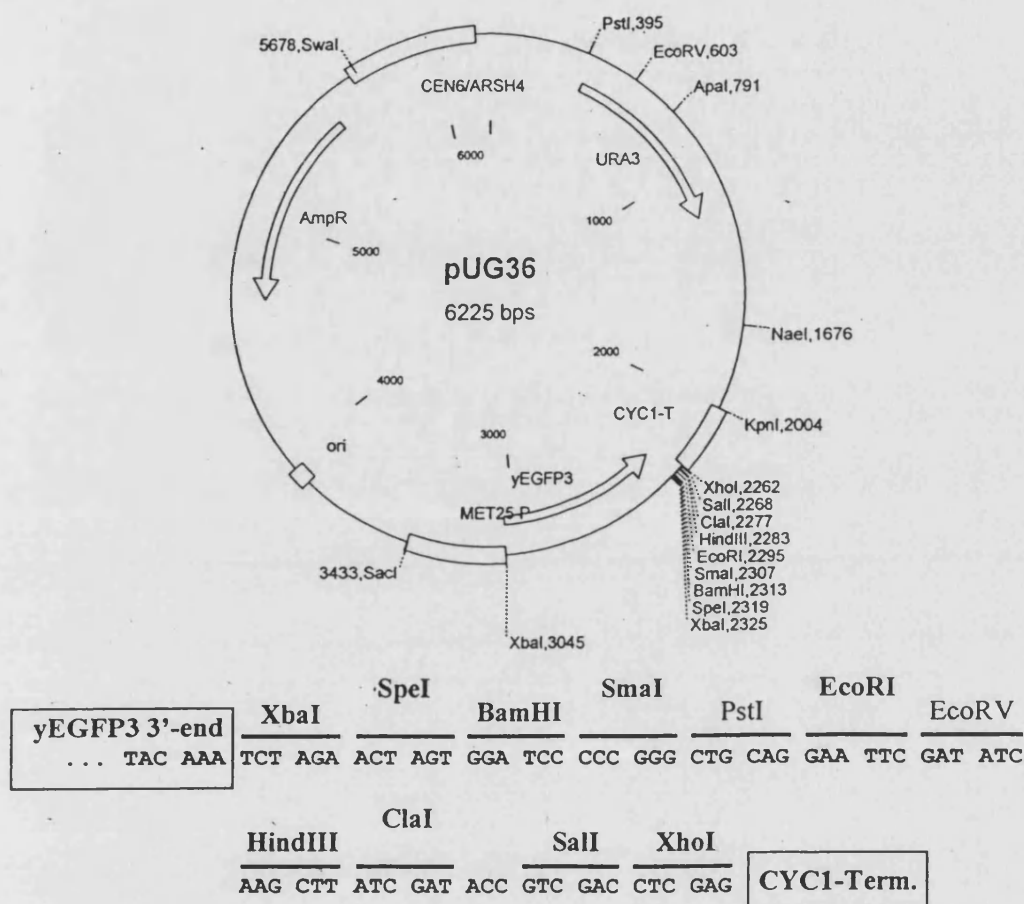 PstI,395
5678,SwaI
EcoRV,603
CEN6/ARSH4
ApaI,791
6000
URA3
AmpR
1000
5000
pUG36
6225 bps
NaeI,1676
2000
4000
CYC1-T
KpnI,2004
ori
3000
yEGFP3
XhoI,2262
SalI,2268
MET25-P
ClaI,2277
HindIII,2283
EcoRI,2295
3433,SacI
SmaI,2307
BamHI,2313
SpeI,2319
XbaI,2325
XbaI,3045
SpeI SmaI EcoRI
yEGFP3 3'-end XbaI BamHI PstI EcoRV
... TAC AAA TCT AGA ACT AGT GGA TCC CCC GGG CTG CAG GAA TTC GAT ATC
ClaI
HindIII SalI XhoI
AAG CTT ATC GAT ACC GTC GAC CTC GAG CYC1-Term.